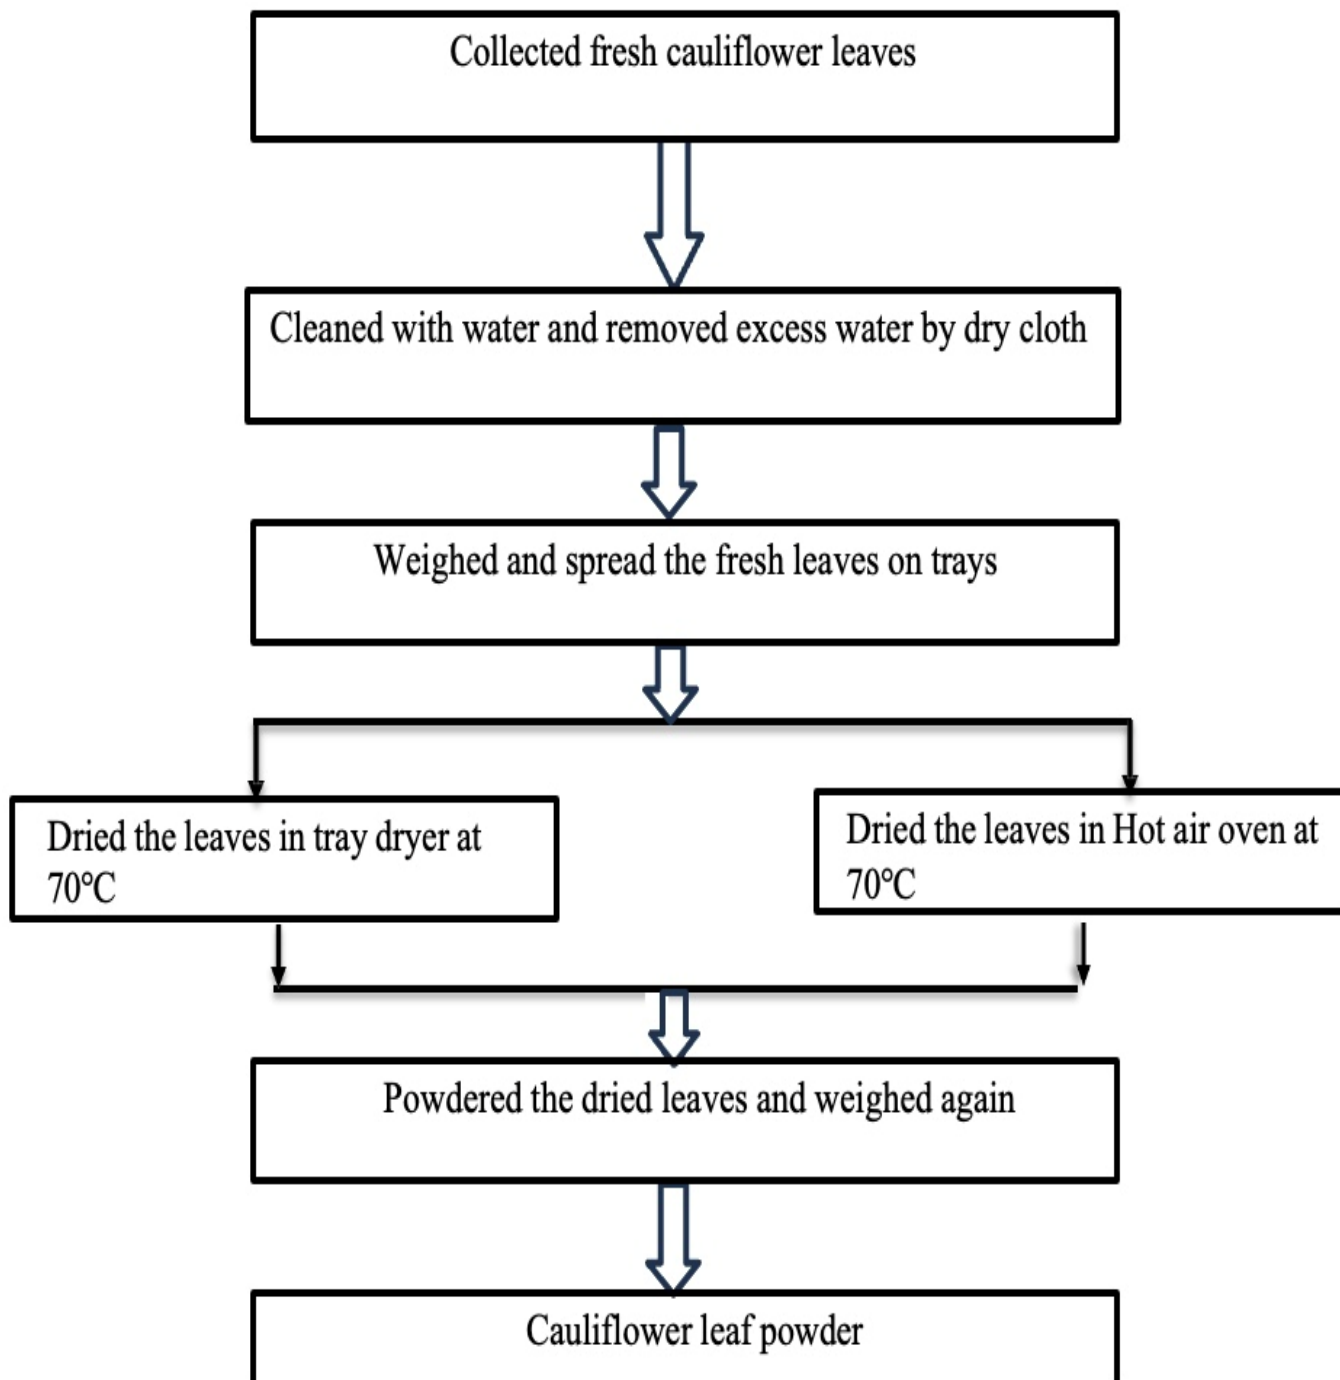 Collected fresh cauliflower leaves
Cleaned with water and removed excess water by dry cloth
Weighed and spread the fresh leaves on trays
Dried the leaves in tray dryer at
70°C
Dried the leaves in Hot air oven at
70°C
Powdered the dried leaves and weighed again
Cauliflower leaf powder